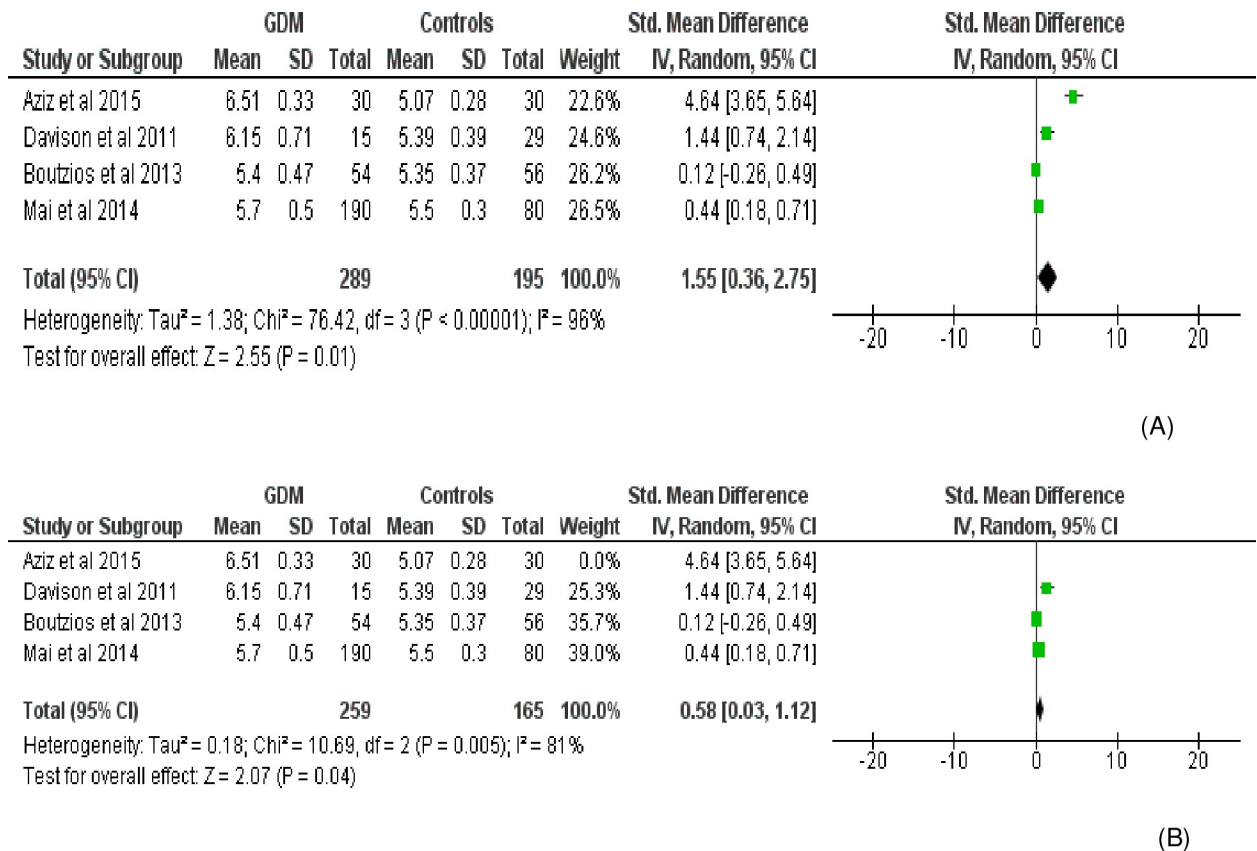 GDM Controls Std. Mean Difference Std. Mean Difference
Study or Subgroup Mean SD Total Mean SD Total Weight IV, Random, 95% CI IV, Random, 95% CI
Aziz et al 2015 6.51 0.33 30 5.07 0.28 30 22.6% 4.64 [3.65, 5.64]
Davison et al 2011 6.15 0.71 15 5.39 0.39 29 24.6% 1.44 [0.74, 2.14]
Boutzios et al 2013 5.4 0.47 54 5.35 0.37 56 26.2% 0.12 [-0.26, 0.49]
Mai et al 2014 5.7 0.5 190 5.5 0.3 80 26.5% 0.44 [0.18, 0.71]
Total (95% CI) 289 195 100.0% 1.55 [0.36, 2.75]
Heterogeneity: Tau² = 1.38; Chi² = 76.42, df = 3 (P < 0.00001); I² = 96%
Test for overall effect: Z = 2.55 (P = 0.01)
-20 -10 0 10 20
(A)
GDM Controls Std. Mean Difference Std. Mean Difference
Study or Subgroup Mean SD Total Mean SD Total Weight IV, Random, 95% CI IV, Random, 95% CI
Aziz et al 2015 6.51 0.33 30 5.07 0.28 30 0.0% 4.64 [3.65, 5.64]
Davison et al 2011 6.15 0.71 15 5.39 0.39 29 25.3% 1.44 [0.74, 2.14]
Boutzios et al 2013 5.4 0.47 54 5.35 0.37 56 35.7% 0.12 [-0.26, 0.49]
Mai et al 2014 5.7 0.5 190 5.5 0.3 80 39.0% 0.44 [0.18, 0.71]
Total (95% CI) 259 165 100.0% 0.58 [0.03, 1.12]
Heterogeneity: Tau² = 0.18; Chi² = 10.69, df = 2 (P = 0.005); I² = 81%
Test for overall effect: Z = 2.07 (P = 0.04)
-20 -10 0 10 20
(B)